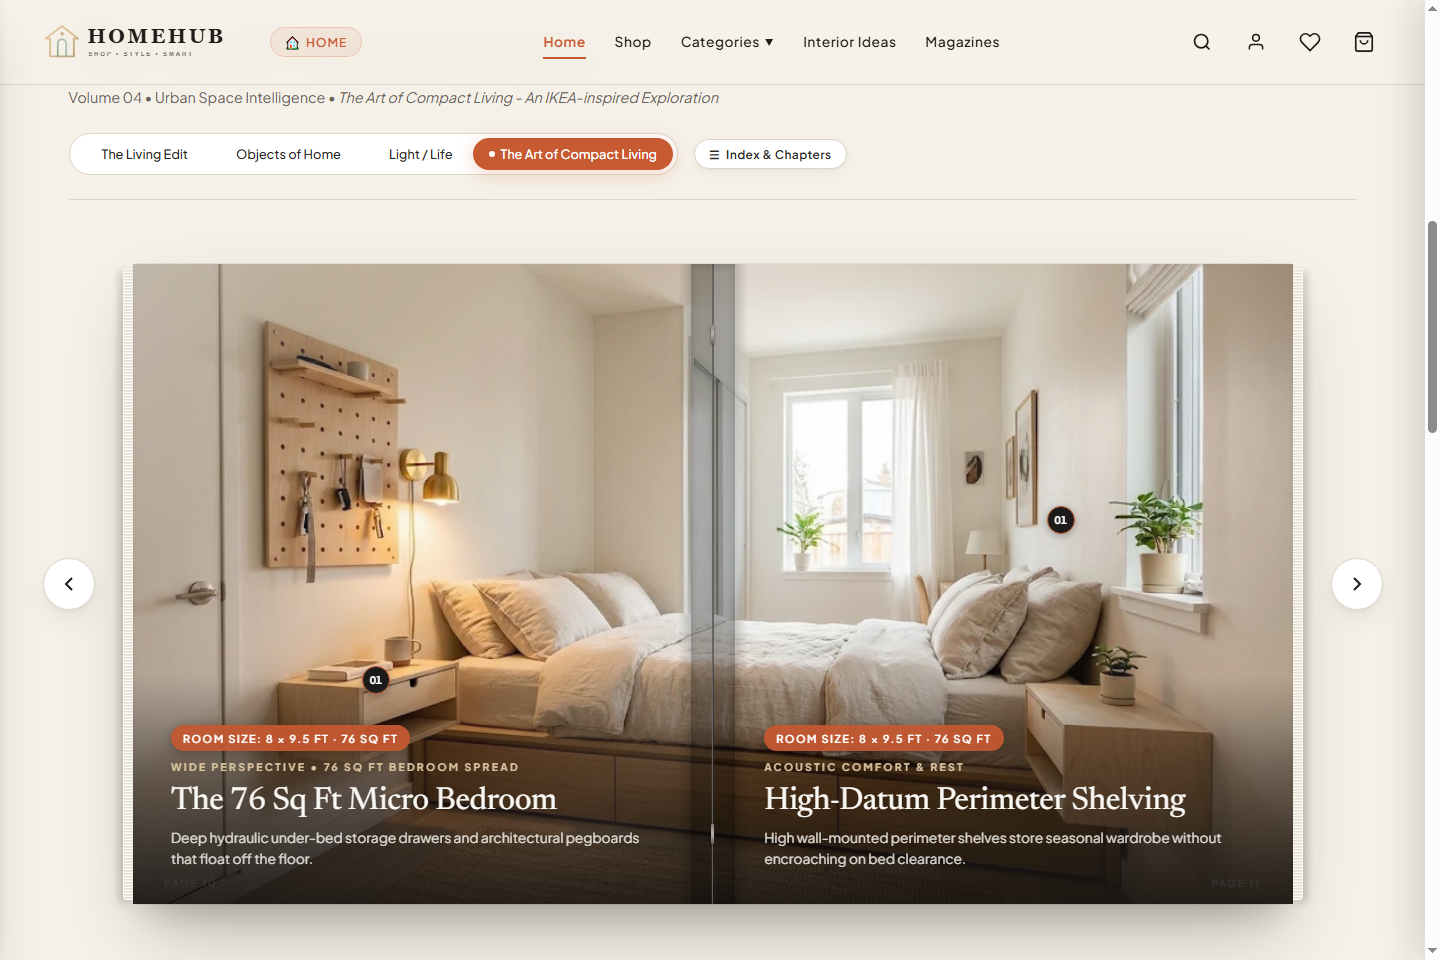 HOMEHUB
SHOP • STYLE • SMART
HOME
Home
Shop
Categories ▼
Interior Ideas
Magazines
Volume 04 • Urban Space Intelligence • The Art of Compact Living - An IKEA-inspired Exploration
The Living Edit
Objects of Home
Light / Life
The Art of Compact Living
☰ Index & Chapters
01
ROOM SIZE: 8 × 9.5 FT · 76 SQ FT
WIDE PERSPECTIVE • 76 SQ FT BEDROOM SPREAD
The 76 Sq Ft Micro Bedroom
Deep hydraulic under-bed storage drawers and architectural pegboards
that float off the floor.
PAGE 10
01
ROOM SIZE: 8 × 9.5 FT · 76 SQ FT
ACOUSTIC COMFORT & REST
High-Datum Perimeter Shelving
High wall-mounted perimeter shelves store seasonal wardrobe without
encroaching on bed clearance.
PAGE 11